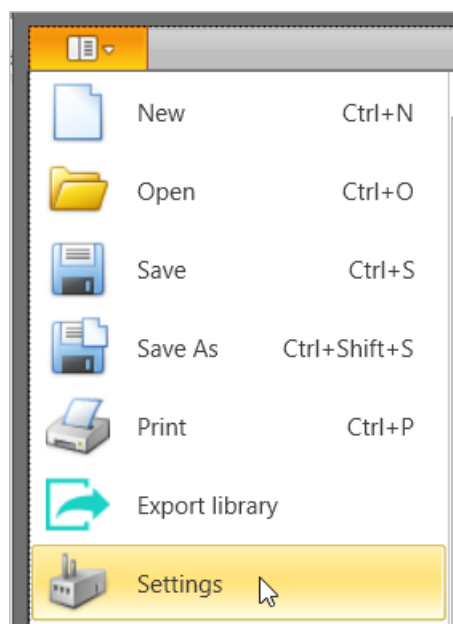 New Ctrl+N
Open Ctrl+O
Save Ctrl+S
Save As Ctrl+Shift+S
Print Ctrl+P
Export library
Settings